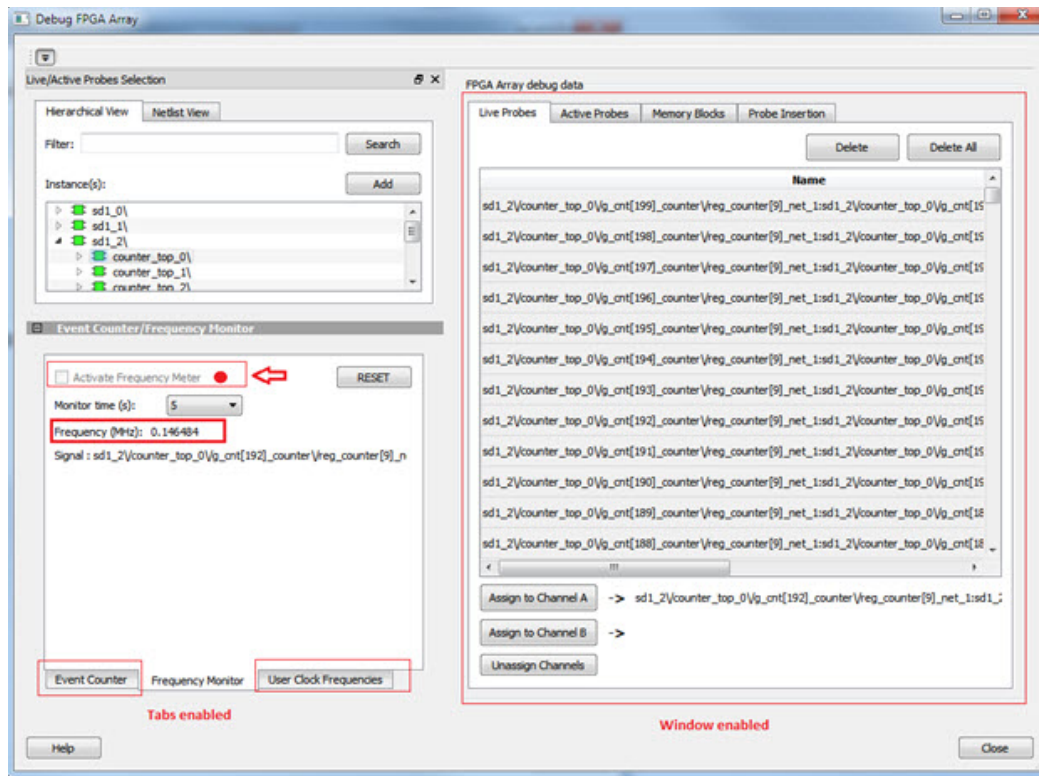 Debug FPGA Array
Live/Active Probes Selection
Hierarchical View Netlist View
Filter: Search
Instance(s): Add
sd1_0\
sd1_1\
sd1_2\
counter_top_0\
counter_top_1\
counter_top_2\
Event Counter/Frequency Monitor
Activate Frequency Meter RESET
Monitor time (s): 5
Frequency (MHz): 0.146484
Signal : sd1_2\/counter_top_0\/g_cnt[192]_counter\/reg_counter[9]_n
Event Counter Frequency Monitor User Clock Frequencies
Tabs enabled
Help
FPGA Array debug data
Live Probes Active Probes Memory Blocks Probe Insertion
Delete Delete All
Name
sd1_2\/counter_top_0\/g_cnt[199]_counter\/reg_counter[9]_net_1:sd1_2\/counter_top_0\/g_cnt[19
sd1_2\/counter_top_0\/g_cnt[198]_counter\/reg_counter[9]_net_1:sd1_2\/counter_top_0\/g_cnt[19
sd1_2\/counter_top_0\/g_cnt[197]_counter\/reg_counter[9]_net_1:sd1_2\/counter_top_0\/g_cnt[19
sd1_2\/counter_top_0\/g_cnt[196]_counter\/reg_counter[9]_net_1:sd1_2\/counter_top_0\/g_cnt[19
sd1_2\/counter_top_0\/g_cnt[195]_counter\/reg_counter[9]_net_1:sd1_2\/counter_top_0\/g_cnt[19
sd1_2\/counter_top_0\/g_cnt[194]_counter\/reg_counter[9]_net_1:sd1_2\/counter_top_0\/g_cnt[19
sd1_2\/counter_top_0\/g_cnt[193]_counter\/reg_counter[9]_net_1:sd1_2\/counter_top_0\/g_cnt[19
sd1_2\/counter_top_0\/g_cnt[192]_counter\/reg_counter[9]_net_1:sd1_2\/counter_top_0\/g_cnt[19
sd1_2\/counter_top_0\/g_cnt[191]_counter\/reg_counter[9]_net_1:sd1_2\/counter_top_0\/g_cnt[19
sd1_2\/counter_top_0\/g_cnt[190]_counter\/reg_counter[9]_net_1:sd1_2\/counter_top_0\/g_cnt[19
sd1_2\/counter_top_0\/g_cnt[189]_counter\/reg_counter[9]_net_1:sd1_2\/counter_top_0\/g_cnt[18
sd1_2\/counter_top_0\/g_cnt[188]_counter\/reg_counter[9]_net_1:sd1_2\/counter_top_0\/g_cnt[18
Assign to Channel A -> sd1_2\/counter_top_0\/g_cnt[192]_counter\/reg_counter[9]_net_1:sd1_2
Assign to Channel B ->
Unassign Channels
Window enabled
Close